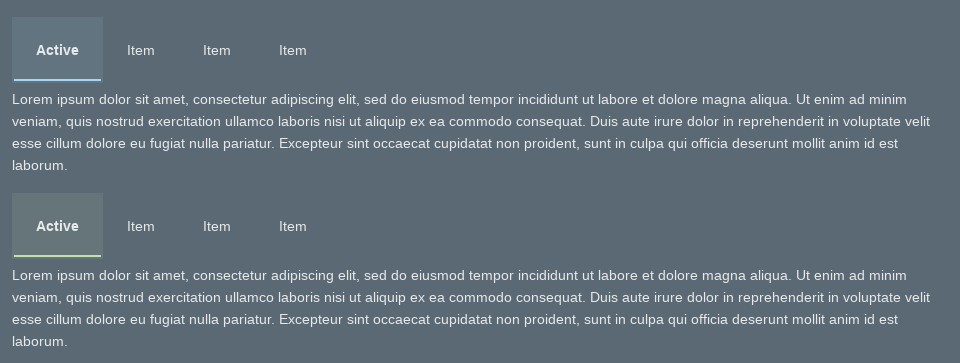 Active Item Item Item
Lorem ipsum dolor sit amet, consectetur adipiscing elit, sed do eiusmod tempor incididunt ut labore et dolore magna aliqua. Ut enim ad minim
veniam, quis nostrud exercitation ullamco laboris nisi ut aliquip ex ea commodo consequat. Duis aute irure dolor in reprehenderit in voluptate velit
esse cillum dolore eu fugiat nulla pariatur. Excepteur sint occaecat cupidatat non proident, sunt in culpa qui officia deserunt mollit anim id est
laborum.
Active Item Item Item
Lorem ipsum dolor sit amet, consectetur adipiscing elit, sed do eiusmod tempor incididunt ut labore et dolore magna aliqua. Ut enim ad minim
veniam, quis nostrud exercitation ullamco laboris nisi ut aliquip ex ea commodo consequat. Duis aute irure dolor in reprehenderit in voluptate velit
esse cillum dolore eu fugiat nulla pariatur. Excepteur sint occaecat cupidatat non proident, sunt in culpa qui officia deserunt mollit anim id est
laborum.